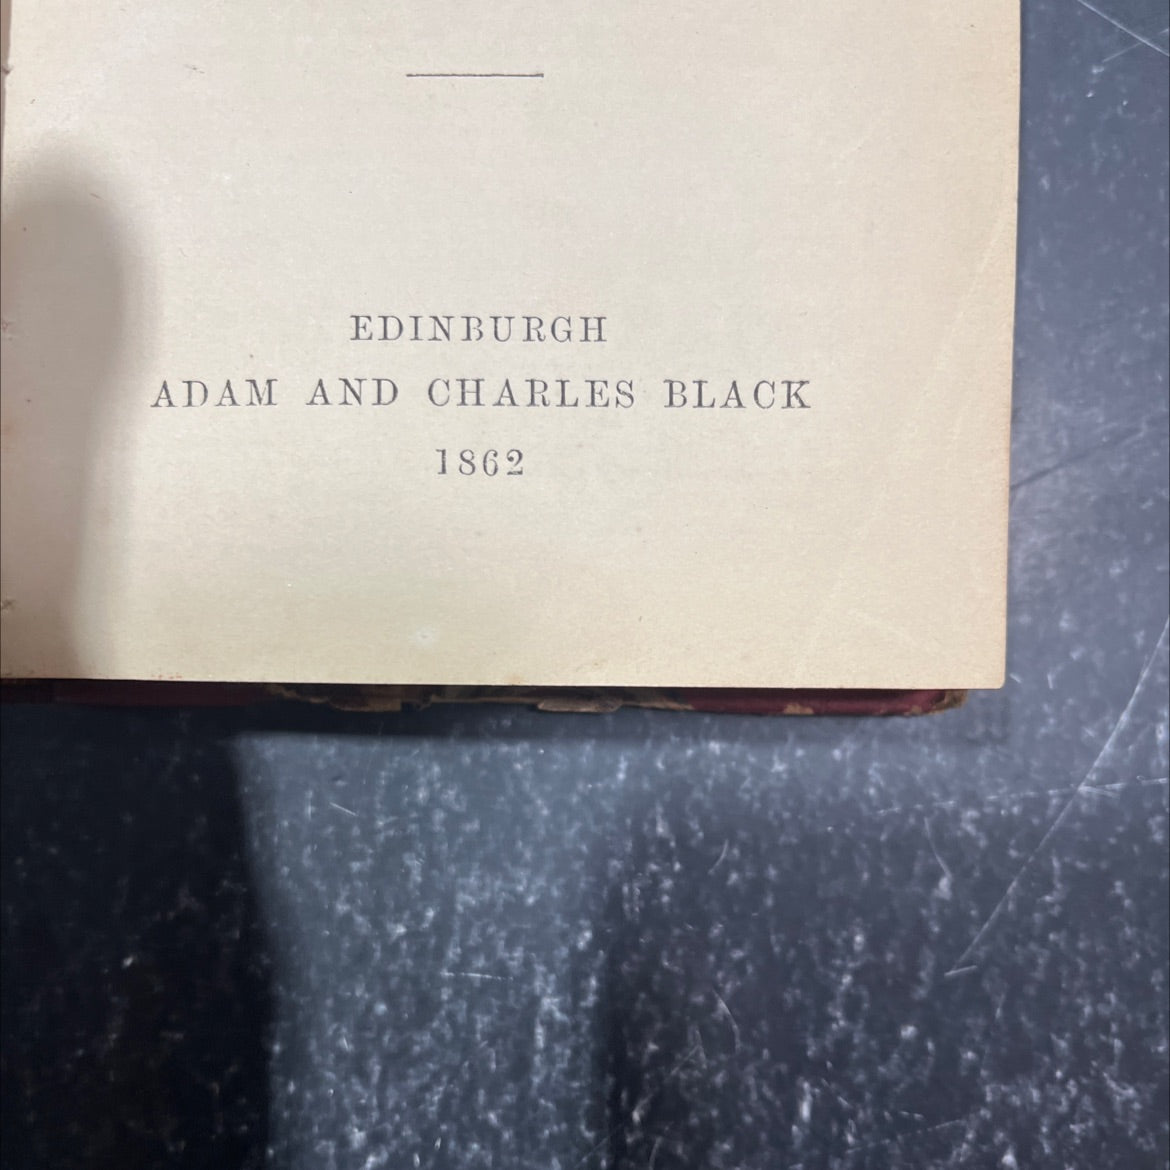 EDINBURGH
ADAM AND CHARLES BLACK
1862